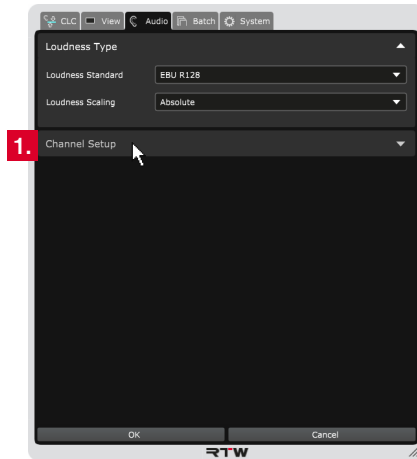 CLC View Audio Batch System
Loudness Type
Loudness Standard EBU R128
Loudness Scaling Absolute
1. Channel Setup
OK Cancel
RTW